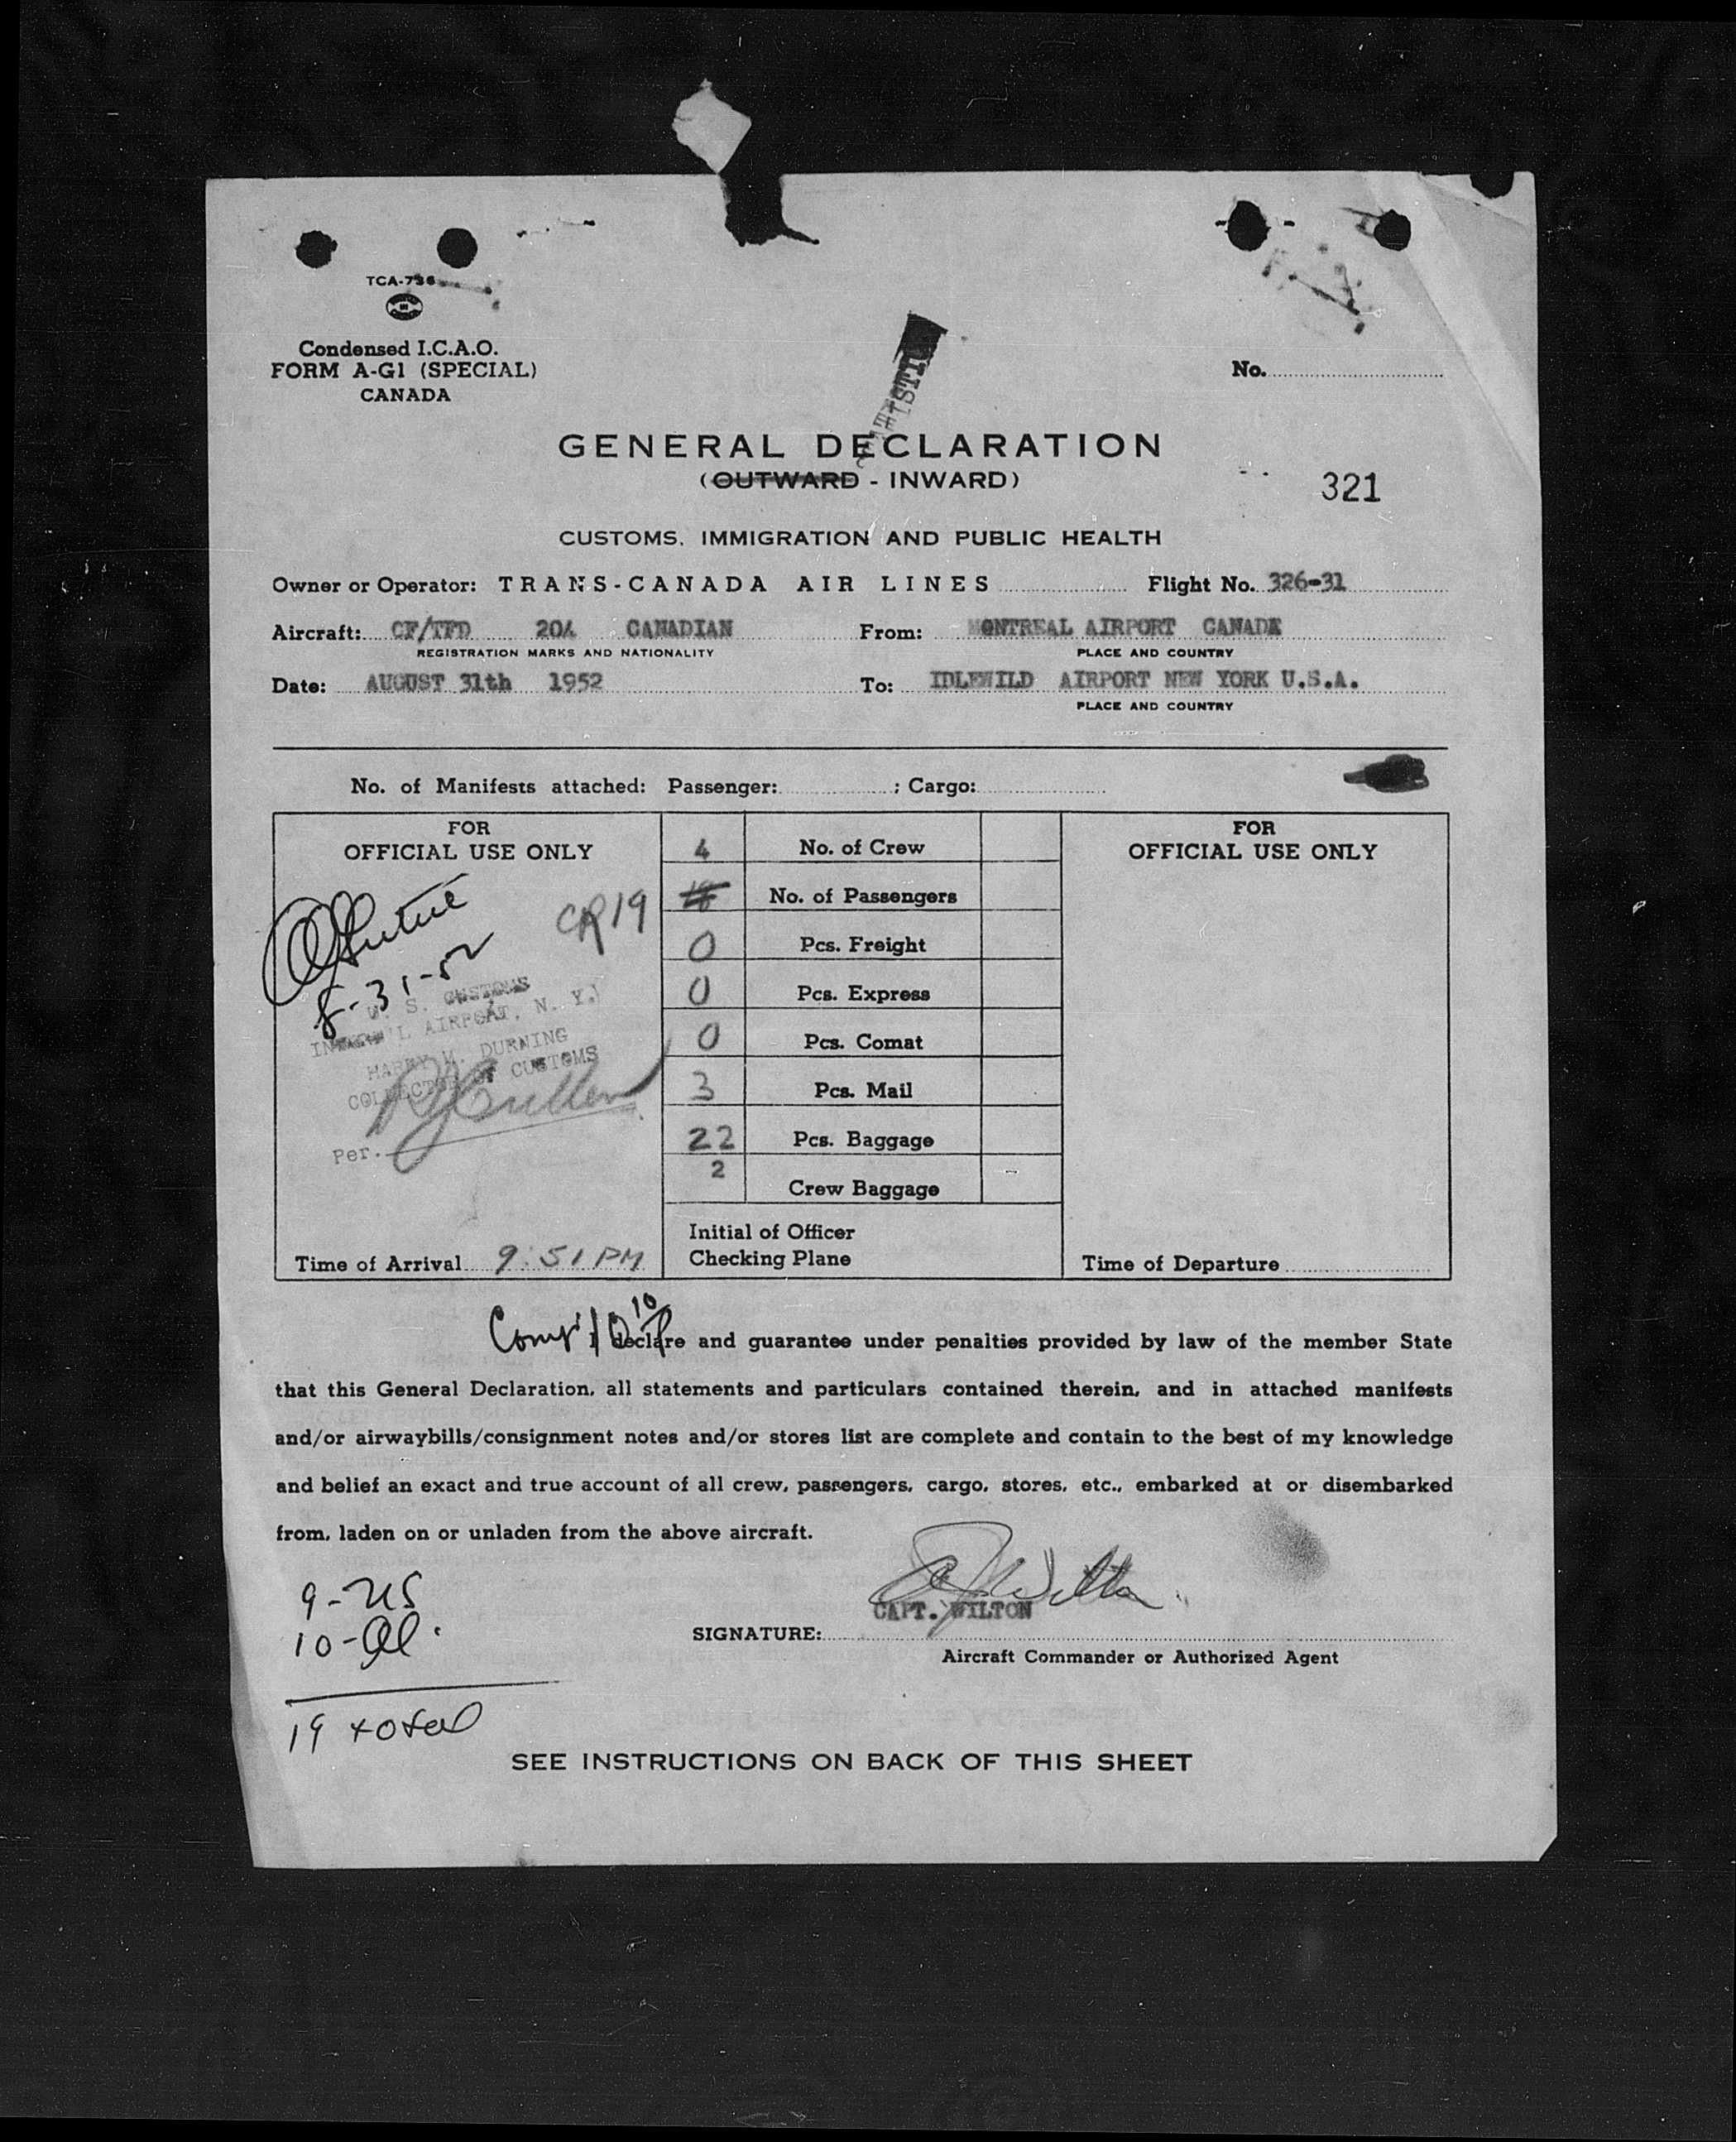 TCA-736
Condensed I.C.A.O.
FORM A-G1 (SPECIAL)
CANADA
No.
GENERAL DECLARATION
(OUTWARD - INWARD)
321
CUSTOMS, IMMIGRATION AND PUBLIC HEALTH
Owner or Operator: TRANS-CANADA AIR LINES Flight No. 326-31
Aircraft: CF/TFD 204 CANADIAN From: MONTREAL AIRPORT CANADA
REGISTRATION MARKS AND NATIONALITY PLACE AND COUNTRY
Date: AUGUST 31th 1952 To: IDLEWILD AIRPORT NEW YORK U.S.A.
PLACE AND COUNTRY
No. of Manifests attached: Passenger: ; Cargo:
FOR
OFFICIAL USE ONLY
CR19
8-31-52
U. S. CUSTOMS
INTERN'L AIRPORT, N. Y.
HARRY M. DURNING
COLLECTOR OF CUSTOMS
Per.
Time of Arrival 9:51 PM
4 No. of Crew
No. of Passengers
0 Pcs. Freight
0 Pcs. Express
0 Pcs. Comat
3 Pcs. Mail
22 Pcs. Baggage
2 Crew Baggage
Initial of Officer
Checking Plane
FOR
OFFICIAL USE ONLY
Time of Departure
I declare and guarantee under penalties provided by law of the member State
that this General Declaration, all statements and particulars contained therein, and in attached manifests
and/or airwaybills/consignment notes and/or stores list are complete and contain to the best of my knowledge
and belief an exact and true account of all crew, passengers, cargo, stores, etc., embarked at or disembarked
from, laden on or unladen from the above aircraft.
9-US
10-Al.
19 total
CAPT. WILTON
SIGNATURE:
Aircraft Commander or Authorized Agent
SEE INSTRUCTIONS ON BACK OF THIS SHEET